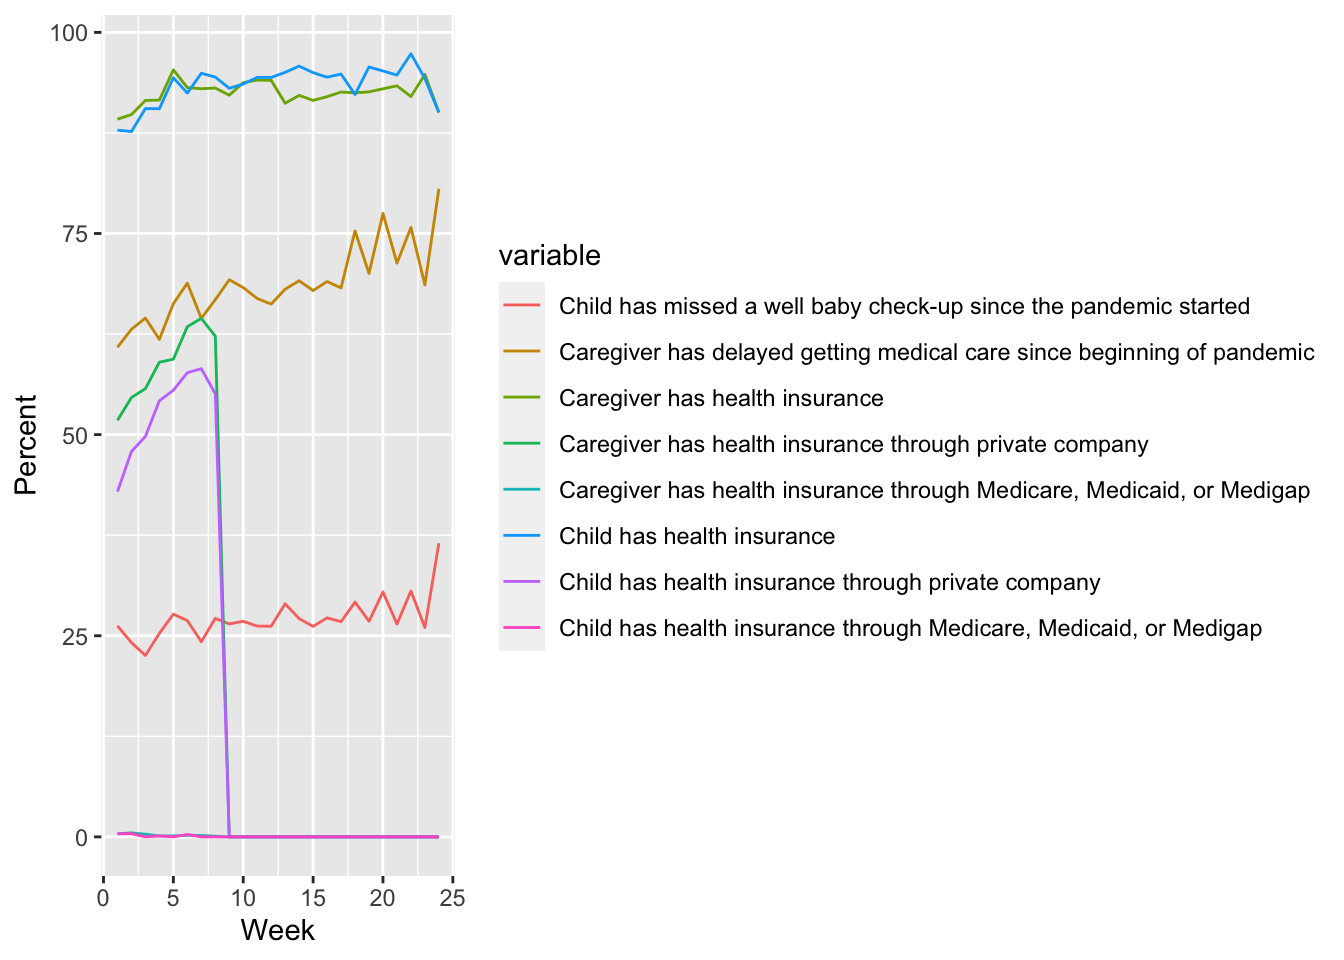 100
75
50
25
0
Percent
0 5 10 15 20 25
Week
variable
Child has missed a well baby check-up since the pandemic started
Caregiver has delayed getting medical care since beginning of pandemic
Caregiver has health insurance
Caregiver has health insurance through private company
Caregiver has health insurance through Medicare, Medicaid, or Medigap
Child has health insurance
Child has health insurance through private company
Child has health insurance through Medicare, Medicaid, or Medigap